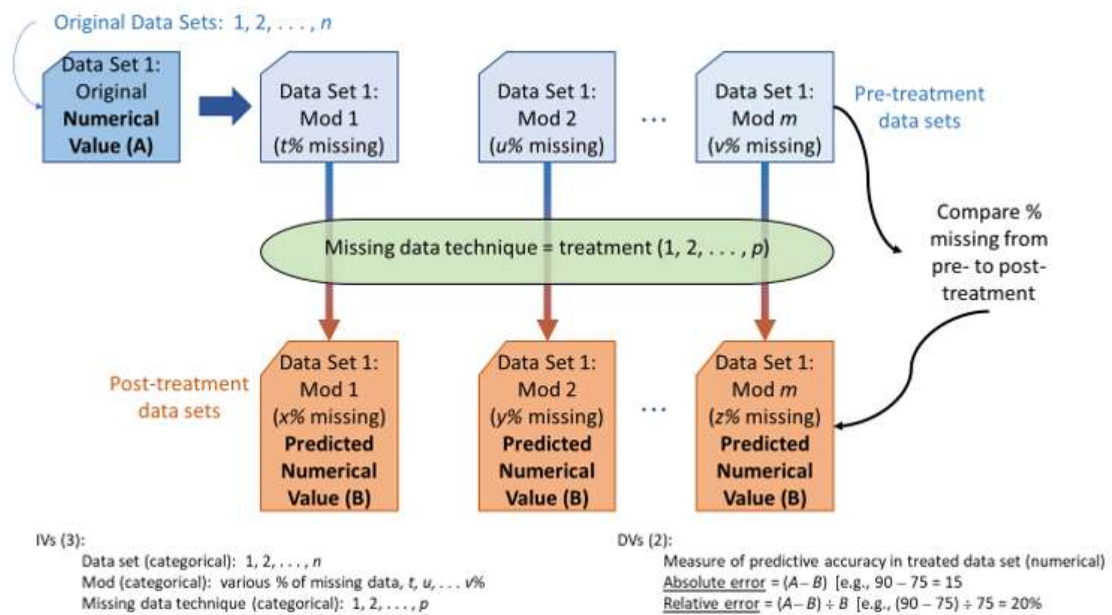 Original Data Sets: 1, 2, . . . , n
Data Set 1:
Original
Numerical
Value (A)
Data Set 1:
Mod 1
(t% missing)
Data Set 1:
Mod 2
(u% missing)
...
Data Set 1:
Mod m
(v% missing)
Pre-treatment
data sets
Missing data technique = treatment (1, 2, . . . , p)
Compare %
missing from
pre- to post-
treatment
Post-treatment
data sets
Data Set 1:
Mod 1
(x% missing)
Predicted
Numerical
Value (B)
Data Set 1:
Mod 2
(y% missing)
Predicted
Numerical
Value (B)
...
Data Set 1:
Mod m
(z% missing)
Predicted
Numerical
Value (B)
IVs (3):
Data set (categorical): 1, 2, . . . , n
Mod (categorical): various % of missing data, t, u, . . . v%
Missing data technique (categorical): 1, 2, . . . , p
DVs (2):
Measure of predictive accuracy in treated data set (numerical)
Absolute error = (A – B) [e.g., 90 – 75 = 15
Relative error = (A – B) ÷ B [e.g., (90 – 75) ÷ 75 = 20%